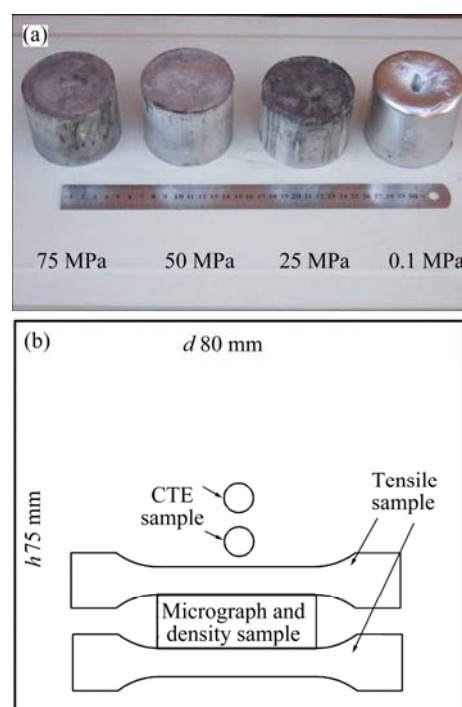 (a)
75 MPa 50 MPa 25 MPa 0.1 MPa
(b)
d 80 mm
h 75 mm
CTE
sample
Tensile
sample
Micrograph and
density sample